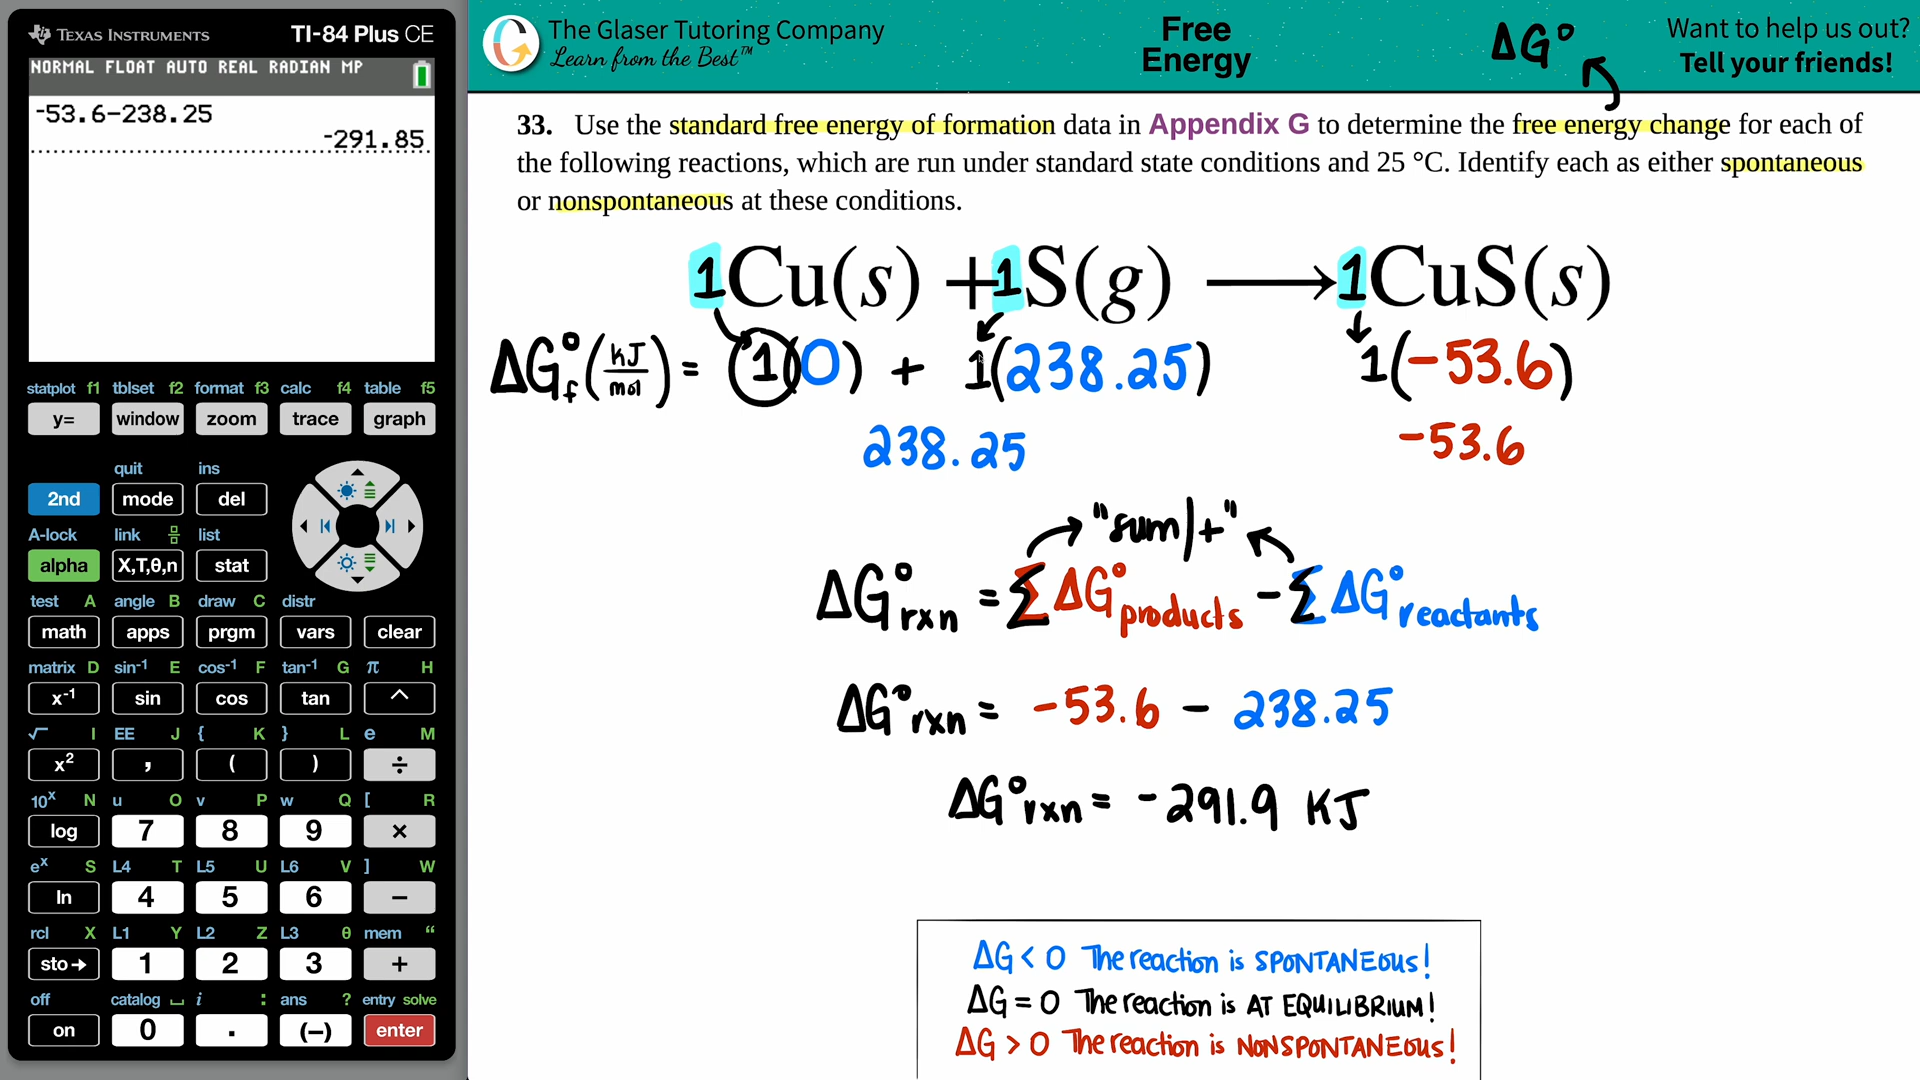 TEXAS INSTRUMENTS
TI-84 Plus CE
NORMAL FLOAT AUTO REAL RADIAN MP
-53.6-238.25
-291.85
statplot f1 tblset f2 format f3 calc f4 table f5
y= window zoom trace graph
quit ins
2nd mode del
A-lock link list
alpha X,T,θ,n stat
test A angle B draw C distr
math apps prgm vars clear
matrix D sin⁻¹ E cos⁻¹ F tan⁻¹ G π H
x⁻¹ sin cos tan ^
√ I EE J { K } L e M
x² , ( ) ÷
10ˣ N u O v P w Q [ R
log 7 8 9 ×
eˣ S L4 T L5 U L6 V ] W
ln 4 5 6 −
rcl X L1 Y L2 Z L3 θ mem "
sto→ 1 2 3 +
off catalog ⎵ i : ans ? entry solve
on 0 . (−) enter
The Glaser Tutoring Company
Learn from the Best™
Free
Energy
ΔG°
Want to help us out?
Tell your friends!
33. Use the standard free energy of formation data in Appendix G to determine the free energy change for each of
the following reactions, which are run under standard state conditions and 25 °C. Identify each as either spontaneous
or nonspontaneous at these conditions.
1Cu(s) + 1S(g) ⟶ 1CuS(s)
ΔG°f (kJ/mol) = (1(0) + 1(238.25) 1(-53.6)
238.25 -53.6
"sum/+"
ΔG°rxn = ΣΔG°products - ΣΔG°reactants
ΔG°rxn = -53.6 - 238.25
ΔG°rxn = -291.9 KJ
ΔG < 0 The reaction is SPONTANEOUS!
ΔG = 0 The reaction is AT EQUILIBRIUM!
ΔG > 0 The reaction is NONSPONTANEOUS!